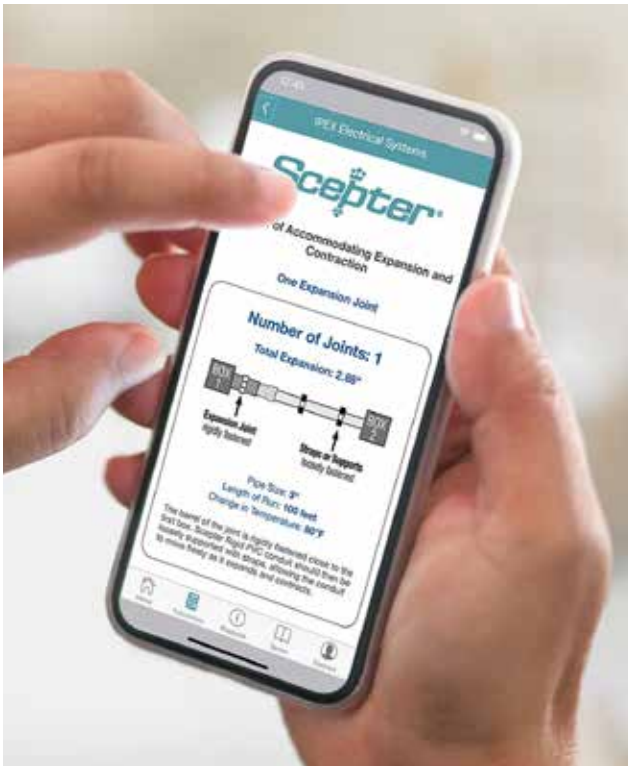 IPEX Electrical Systems
Scepter®
of Accommodating Expansion and
Contraction
One Expansion Joint
Number of Joints: 1
Total Expansion: 2.88"
BOX
1
BOX
2
Expansion Joint
rigidly fastened
Straps or Supports
loosely fastened
Pipe Size: 3"
Length of Run: 100 feet
Change in Temperature: 60°F
The barrel of the joint is rigidly fastened close to the
first box. Scepter Rigid PVC conduit should then be
loosely supported with straps, allowing the conduit
to move freely as it expands and contracts.
Home